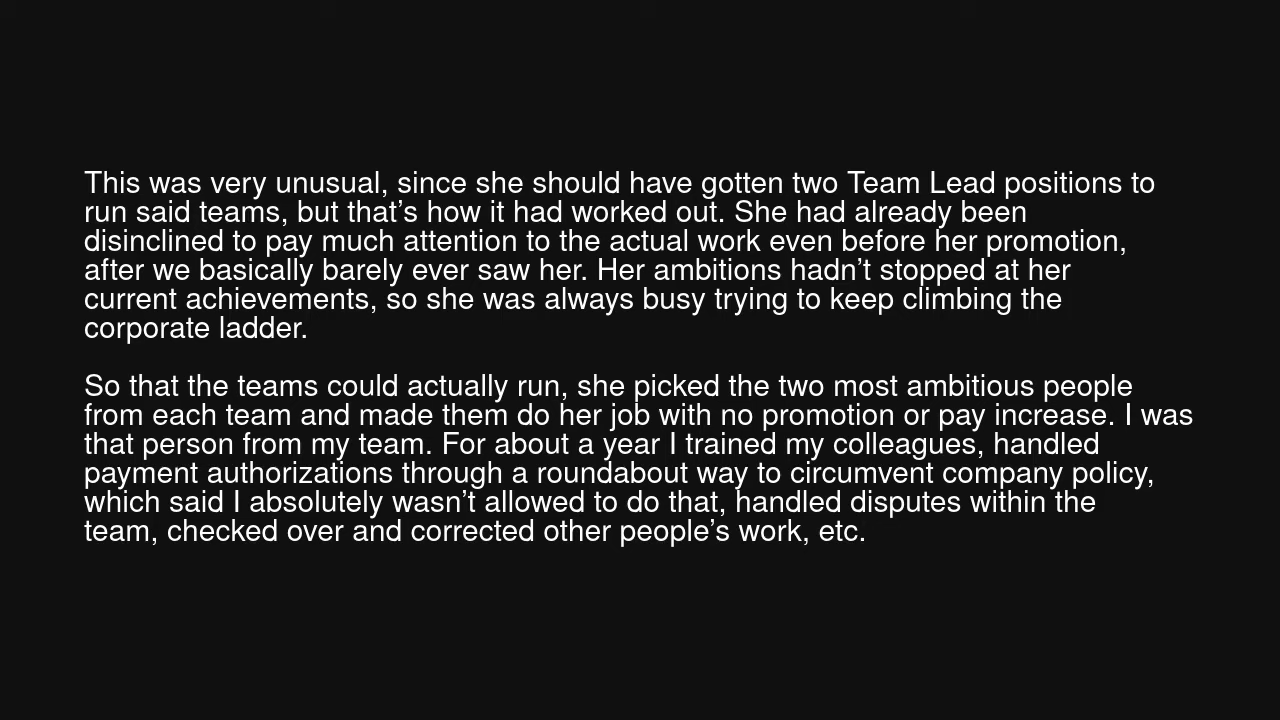 This was very unusual, since she should have gotten two Team Lead positions to
run said teams, but that’s how it had worked out. She had already been
disinclined to pay much attention to the actual work even before her promotion,
after we basically barely ever saw her. Her ambitions hadn’t stopped at her
current achievements, so she was always busy trying to keep climbing the
corporate ladder.
So that the teams could actually run, she picked the two most ambitious people
from each team and made them do her job with no promotion or pay increase. I was
that person from my team. For about a year I trained my colleagues, handled
payment authorizations through a roundabout way to circumvent company policy,
which said I absolutely wasn’t allowed to do that, handled disputes within the
team, checked over and corrected other people’s work, etc.